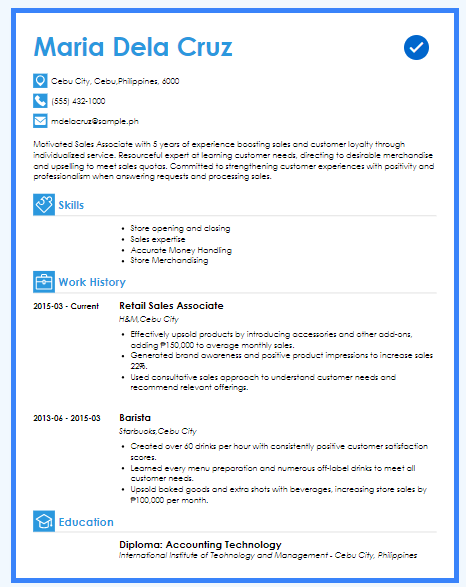 Maria Dela Cruz
Cebu City, Cebu,Philippines, 6000
(555) 432-1000
mdelacruz@sample.ph
Motivated Sales Associate with 5 years of experience boosting sales and customer loyalty through
individualized service. Resourceful expert at learning customer needs, directing to desirable merchandise
and upselling to meet sales quotas. Committed to strengthening customer experiences with positivity and
professionalism when answering requests and processing sales.
Skills
• Store opening and closing
• Sales expertise
• Accurate Money Handling
• Store Merchandising
Work History
2015-03 - Current Retail Sales Associate
H&M,Cebu City
• Effectively upsold products by introducing accessories and other add-ons,
adding ₱150,000 to average monthly sales.
• Generated brand awareness and positive product impressions to increase sales
22%.
• Used consultative sales approach to understand customer needs and
recommend relevant offerings.
2013-06 - 2015-03 Barista
Starbucks,Cebu City
• Created over 60 drinks per hour with consistently positive customer satisfaction
scores.
• Learned every menu preparation and numerous off-label drinks to meet all
customer needs.
• Upsold baked goods and extra shots with beverages, increasing store sales by
₱100,000 per month.
Education
Diploma: Accounting Technology
International Institute of Technology and Management - Cebu City, Philippines